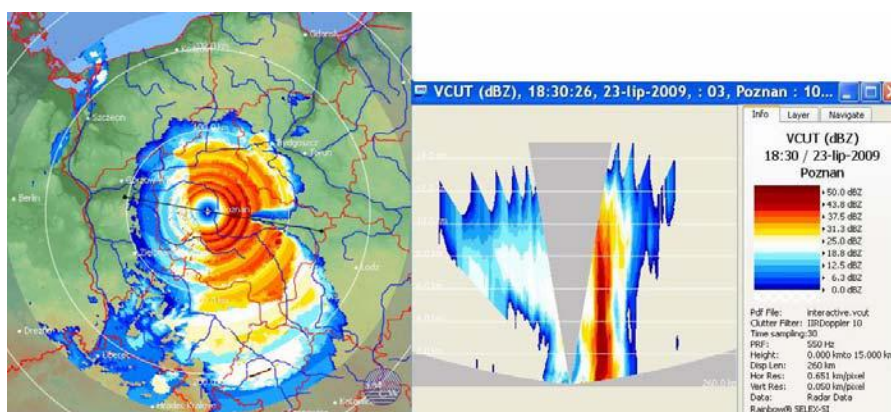 Gdańsk
Szczecin
Bydgoszcz
Toruń
Gorzów
Berlin
Poznan
Lodz
VCUT (dBZ), 18:30:26, 23-lip-2009, : 03, Poznan : 10...
Info Layer Navigate
VCUT (dBZ)
18:30 / 23-lip-2009
Poznan
50.0 dBZ
43.8 dBZ
37.5 dBZ
31.3 dBZ
25.0 dBZ
18.8 dBZ
12.5 dBZ
6.3 dBZ
0.0 dBZ
Pdf File: interactive.vcut
Clutter Filter: IIRDoppler 10
Time sampling:30
PRF: 550 Hz
Height: 0.000 kmto 15.000 km
Disp Len: 260 km
Hor Res: 0.651 km/pixel
Vert Res: 0.050 km/pixel
Data: Radar Data
Rainbow® SELEX-SI
260.0 km